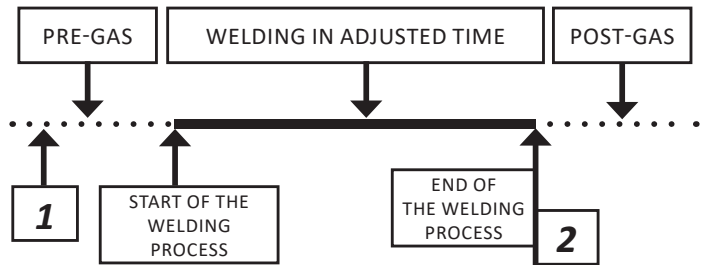 PRE-GAS
WELDING IN ADJUSTED TIME
POST-GAS
1
START OF THE
WELDING
PROCESS
END OF
THE WELDING
PROCESS
2